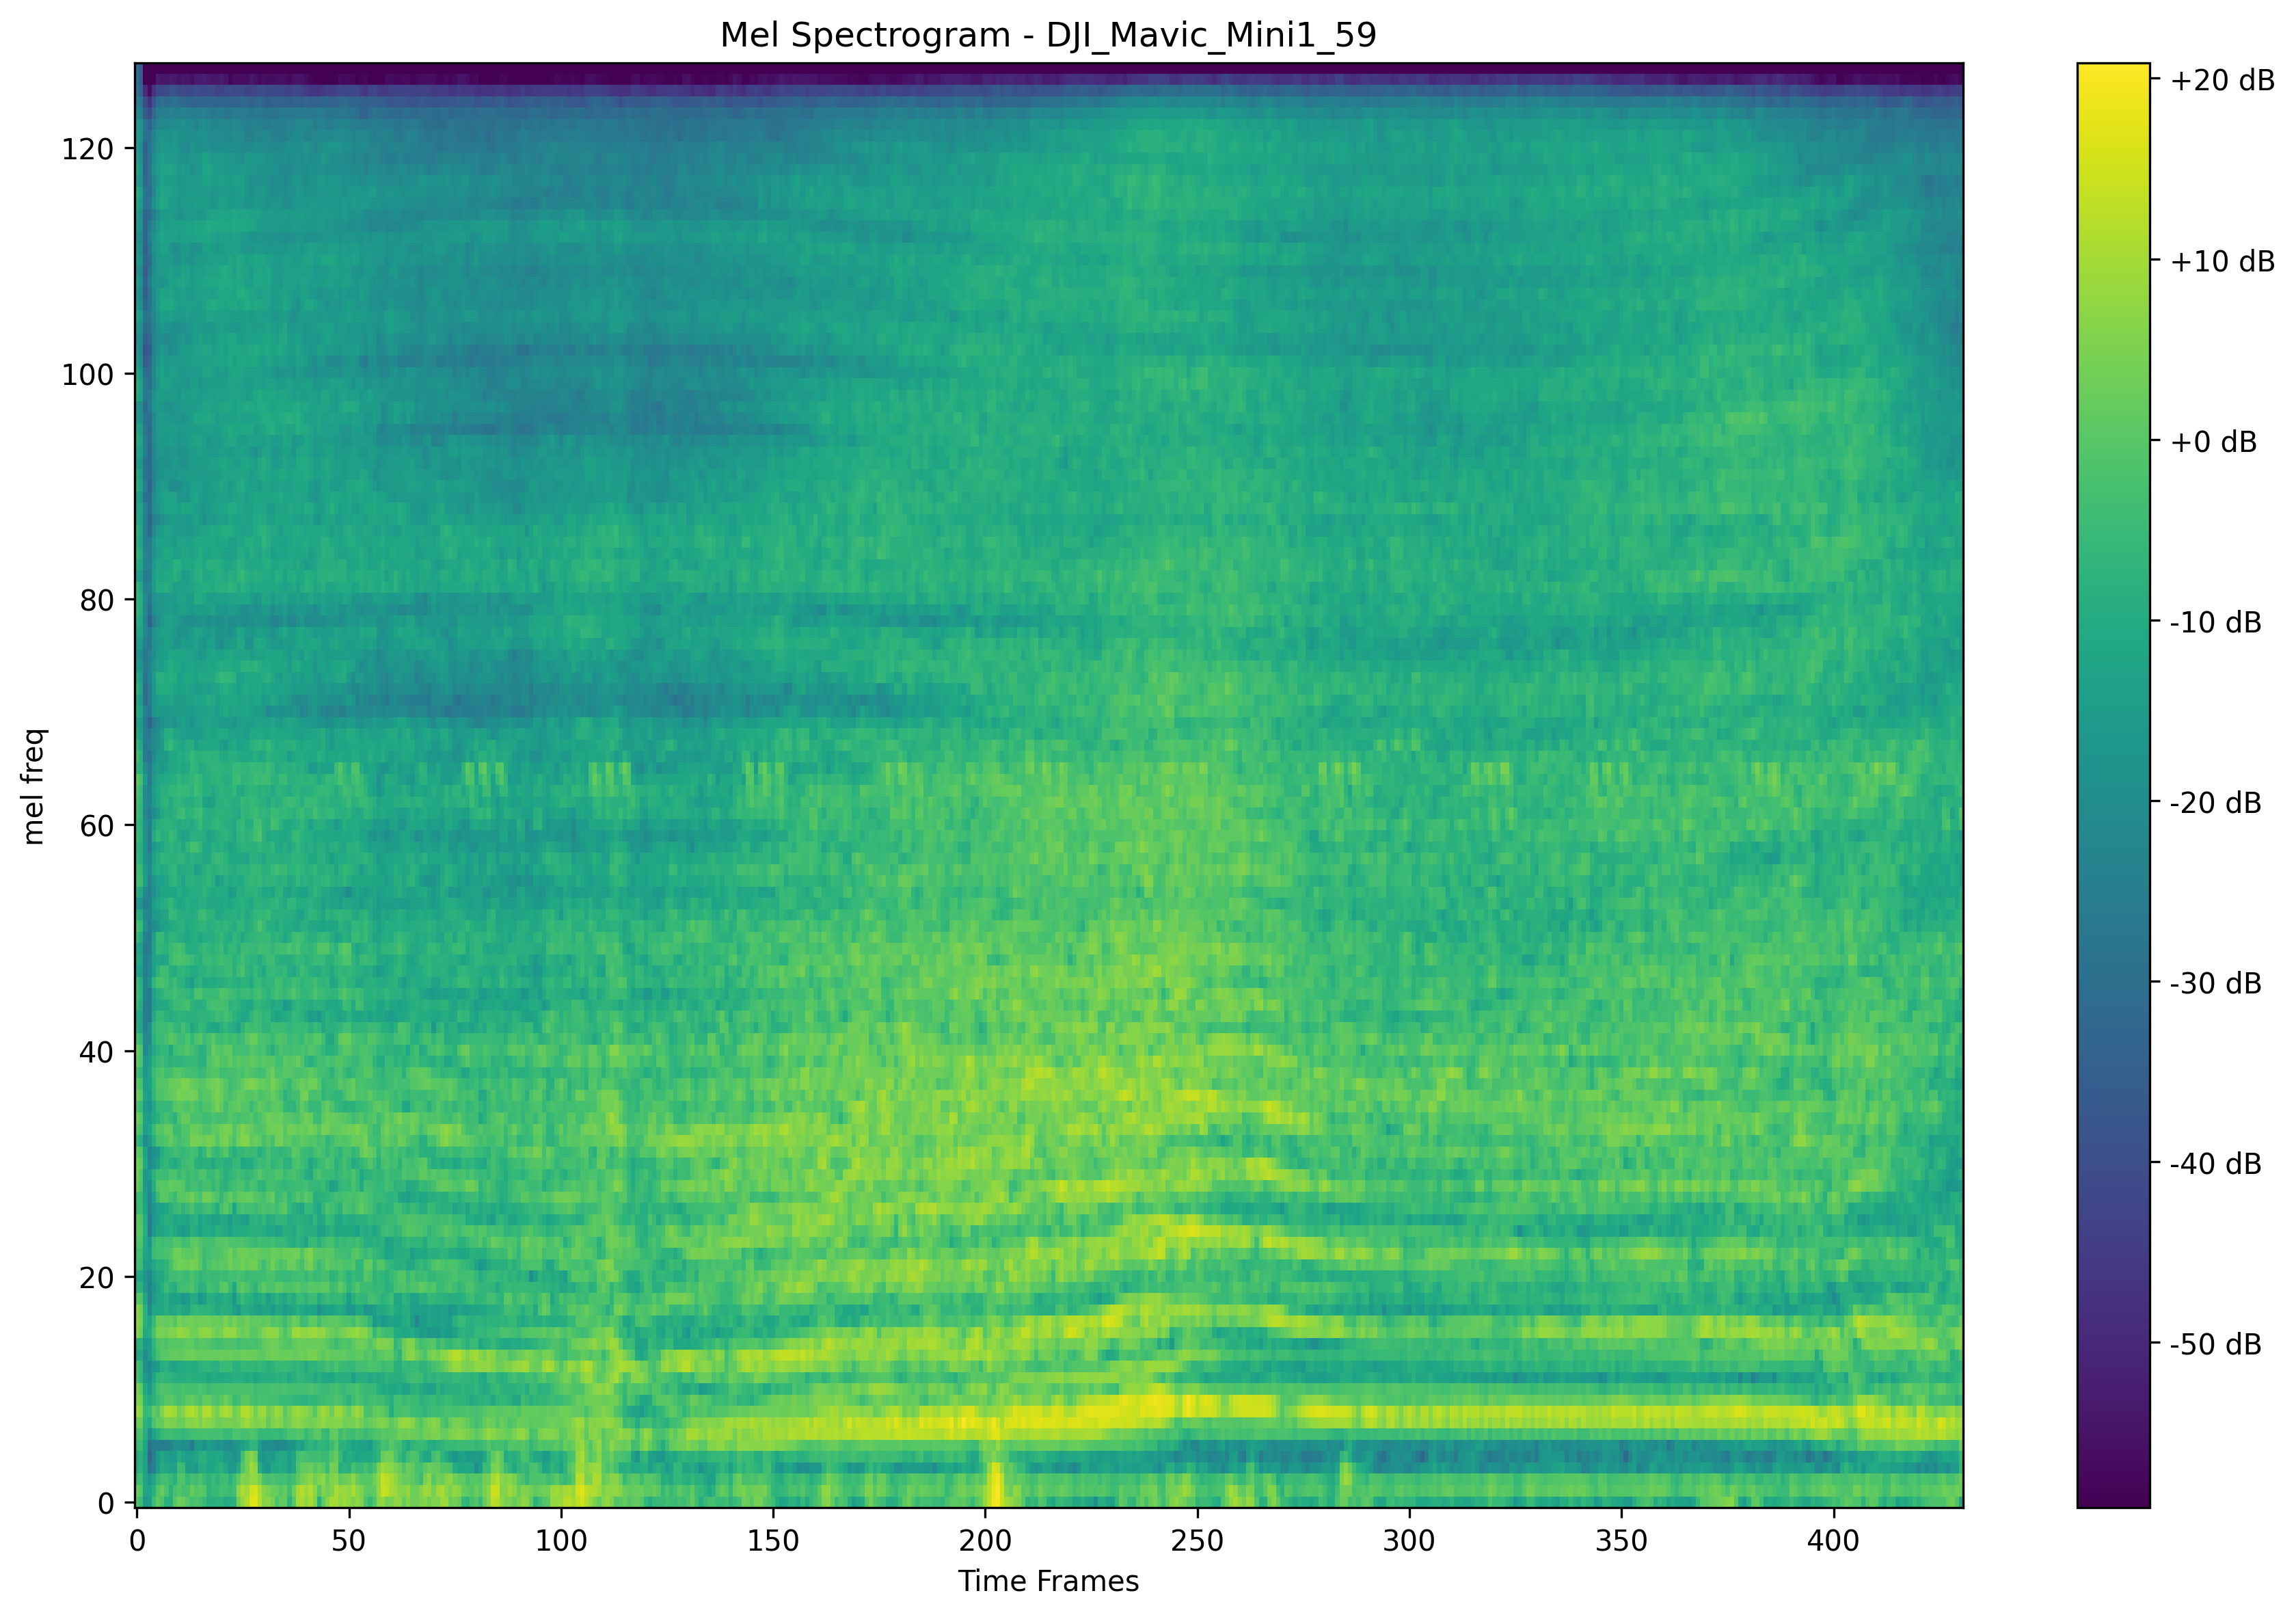 Mel Spectrogram - DJI_Mavic_Mini1_59
mel freq
120
100
80
60
40
20
0
0 50 100 150 200 250 300 350 400
Time Frames
+20 dB
+10 dB
+0 dB
-10 dB
-20 dB
-30 dB
-40 dB
-50 dB